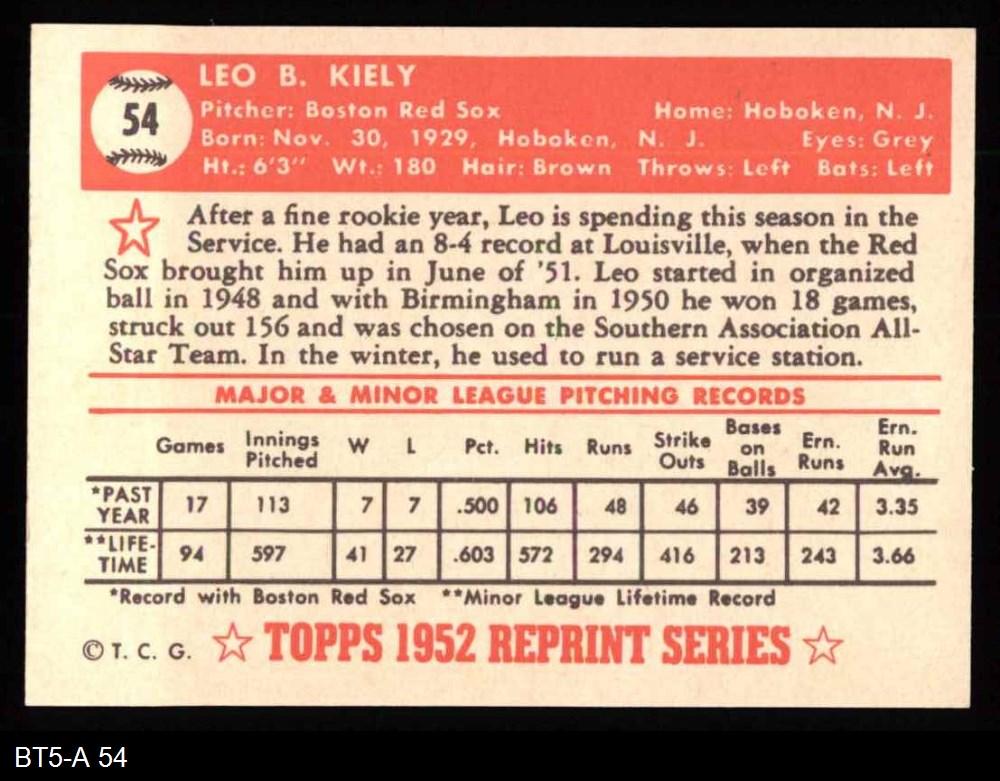 54
LEO B. KIELY
Pitcher: Boston Red Sox Home: Hoboken, N. J.
Born: Nov. 30, 1929, Hoboken, N. J. Eyes: Grey
Ht.: 6'3" Wt.: 180 Hair: Brown Throws: Left Bats: Left
After a fine rookie year, Leo is spending this season in the
Service. He had an 8-4 record at Louisville, when the Red
Sox brought him up in June of '51. Leo started in organized
ball in 1948 and with Birmingham in 1950 he won 18 games,
struck out 156 and was chosen on the Southern Association All-
Star Team. In the winter, he used to run a service station.
MAJOR & MINOR LEAGUE PITCHING RECORDS
Games Innings Pitched W L Pct. Hits Runs Strike Outs Bases on Balls Ern. Runs Ern. Run Avg.
*PAST YEAR 17 113 7 7 .500 106 48 46 39 42 3.35
**LIFE-TIME 94 597 41 27 .603 572 294 416 213 243 3.66
*Record with Boston Red Sox **Minor League Lifetime Record
© T. C. G. TOPPS 1952 REPRINT SERIES
BT5-A 54